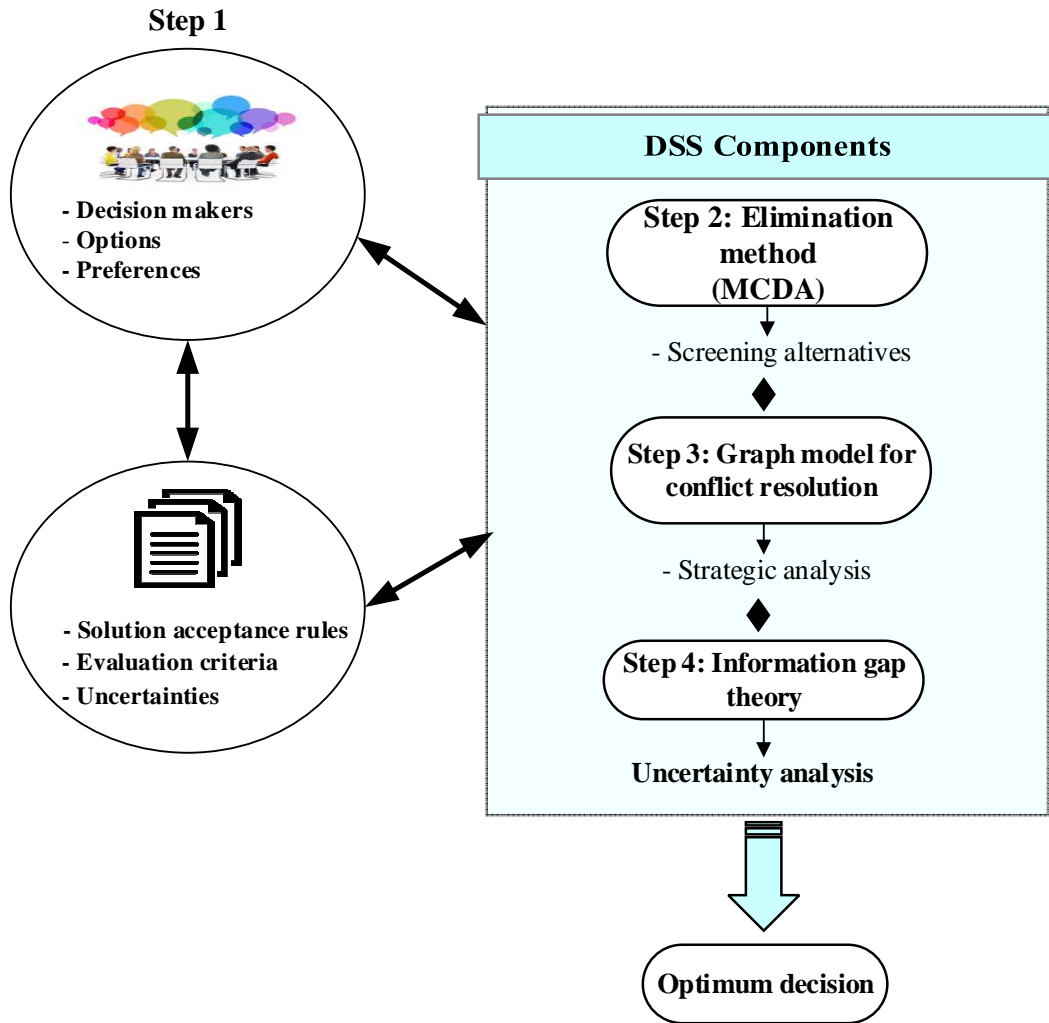 Step 1
- Decision makers
- Options
- Preferences
- Solution acceptance rules
- Evaluation criteria
- Uncertainties
DSS Components
Step 2: Elimination
method
(MCDA)
- Screening alternatives
Step 3: Graph model for
conflict resolution
- Strategic analysis
Step 4: Information gap
theory
Uncertainty analysis
Optimum decision